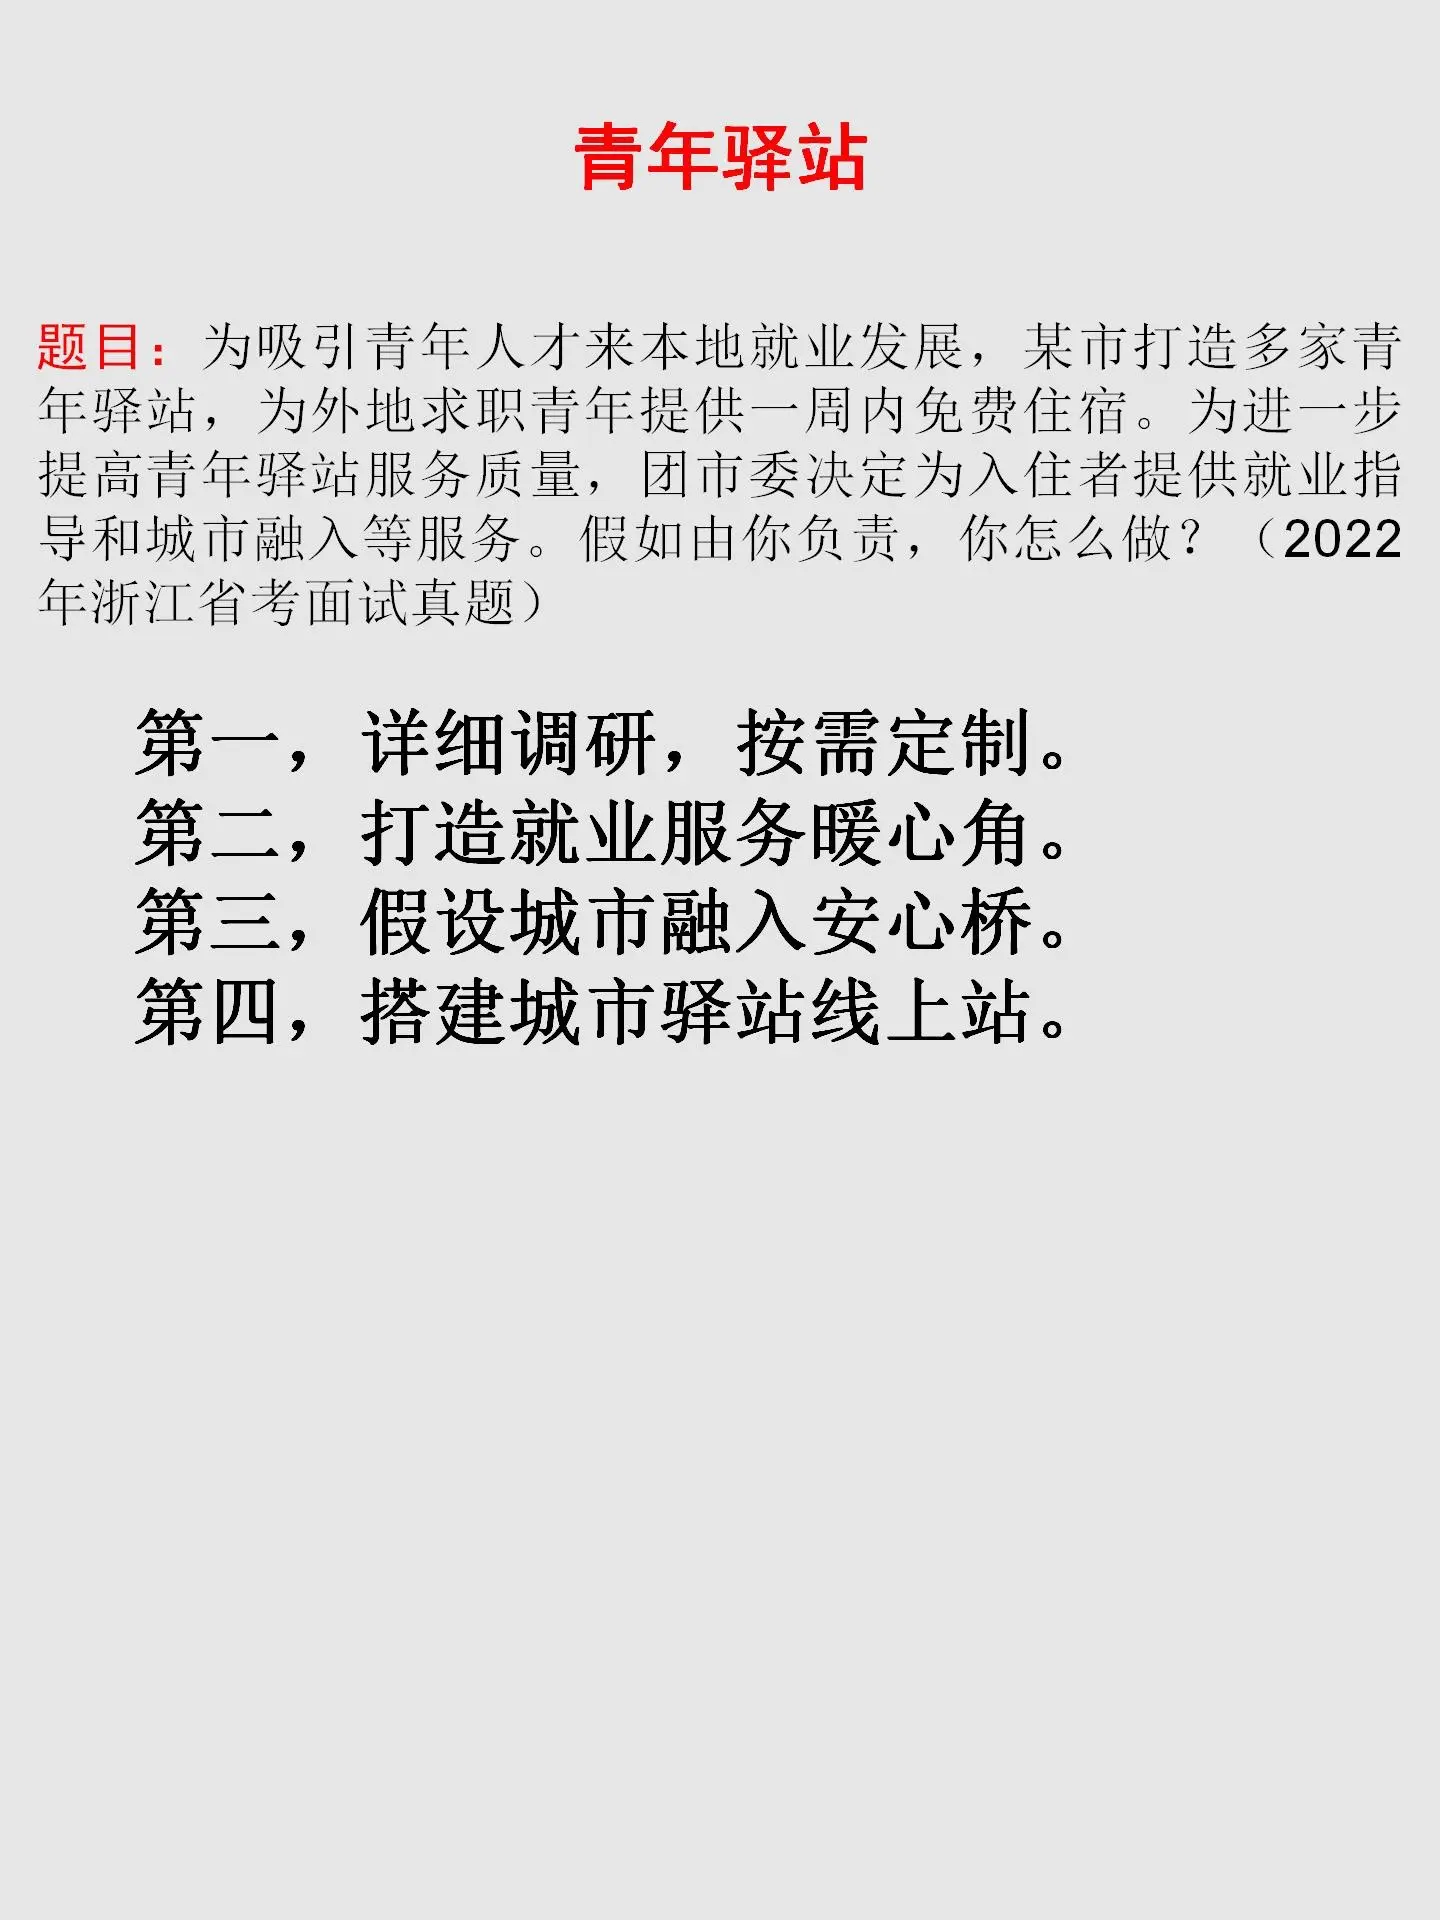 青年驿站
题目：为吸引青年人才来本地就业发展，某市打造多家青
年驿站，为外地求职青年提供一周内免费住宿。为进一步
提高青年驿站服务质量，团市委决定为入住者提供就业指
导和城市融入等服务。假如由你负责，你怎么做？（2022
年浙江省考面试真题）
第一，详细调研，按需定制。
第二，打造就业服务暖心角。
第三，假设城市融入安心桥。
第四，搭建城市驿站线上站。